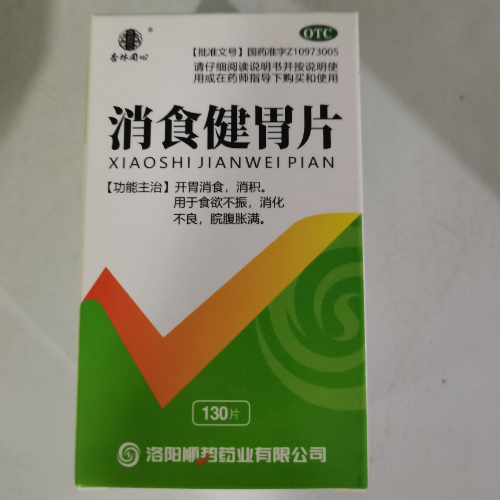 杏林同心
OTC
【批准文号】国药准字Z10973005
请仔细阅读说明书并按说明使
用或在药师指导下购买和使用
消食健胃片
XIAOSHI JIANWEI PIAN
【功能主治】开胃消食，消积。
用于食欲不振，消化
不良，脘腹胀满。
130片
洛阳顺势药业有限公司